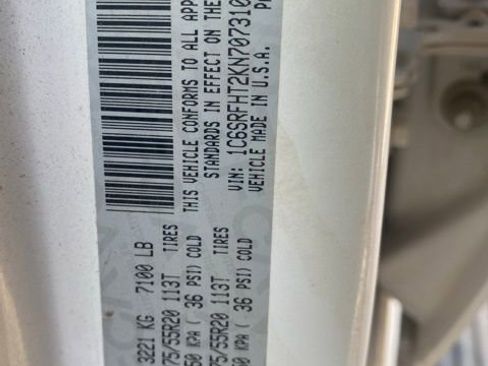 3221 KG 7100 LB
75/55R20 113T TIRES
50 KPA ( 36 PSI) COLD
75/55R20 113T TIRES
50 KPA ( 36 PSI) COLD
THIS VEHICLE CONFORMS TO ALL APP
STANDARDS IN EFFECT ON THE
VIN: 1C6SRFHT2KN707310
VEHICLE MADE IN U.S.A.